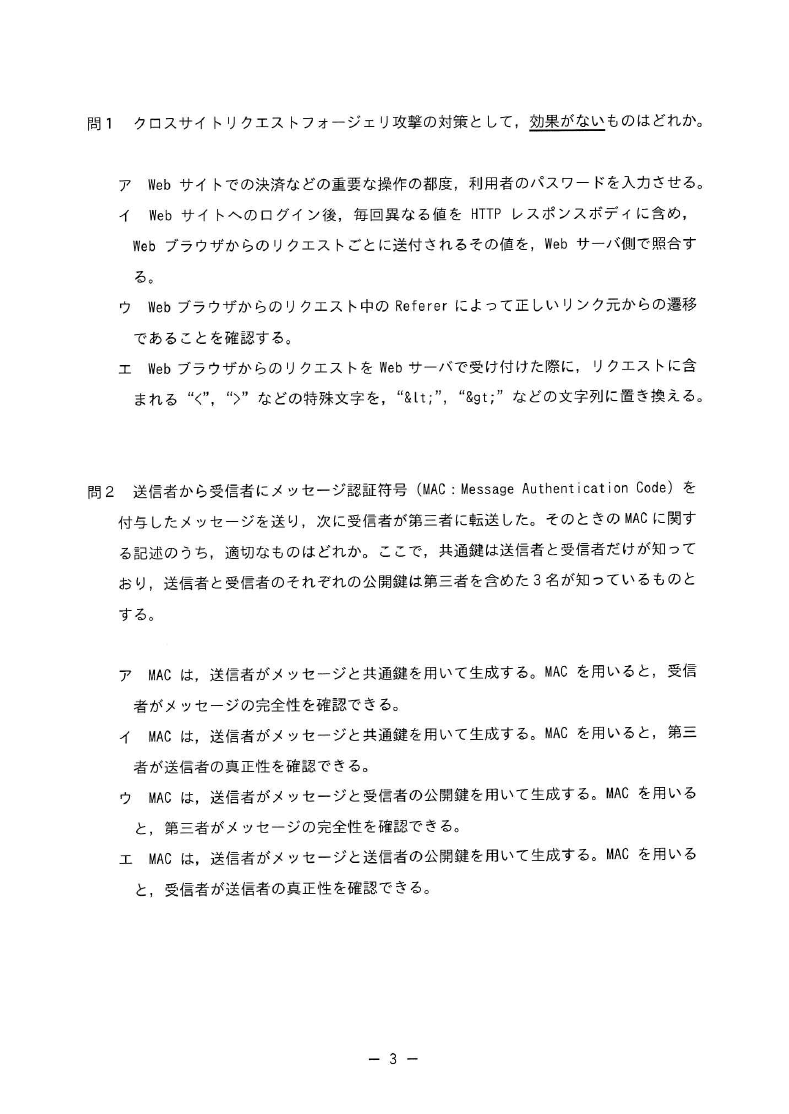 問1　クロスサイトリクエストフォージェリ攻撃の対策として，効果がないものはどれか。
ア　Web サイトでの決済などの重要な操作の都度，利用者のパスワードを入力させる。
イ　Web サイトへのログイン後，毎回異なる値を HTTP レスポンスボディに含め，
Web ブラウザからのリクエストごとに送付されるその値を，Web サーバ側で照合す
る。
ウ　Web ブラウザからのリクエスト中の Referer によって正しいリンク元からの遷移
であることを確認する。
エ　Web ブラウザからのリクエストを Web サーバで受け付けた際に，リクエストに含
まれる “<”，“>” などの特殊文字を，“&lt;”，“&gt;” などの文字列に置き換える。
問2　送信者から受信者にメッセージ認証符号（MAC：Message Authentication Code）を
付与したメッセージを送り，次に受信者が第三者に転送した。そのときの MAC に関す
る記述のうち，適切なものはどれか。ここで，共通鍵は送信者と受信者だけが知って
おり，送信者と受信者のそれぞれの公開鍵は第三者を含めた3名が知っているものと
する。
ア　MAC は，送信者がメッセージと共通鍵を用いて生成する。MAC を用いると，受信
者がメッセージの完全性を確認できる。
イ　MAC は，送信者がメッセージと共通鍵を用いて生成する。MAC を用いると，第三
者が送信者の真正性を確認できる。
ウ　MAC は，送信者がメッセージと受信者の公開鍵を用いて生成する。MAC を用いる
と，第三者がメッセージの完全性を確認できる。
エ　MAC は，送信者がメッセージと送信者の公開鍵を用いて生成する。MAC を用いる
と，受信者が送信者の真正性を確認できる。
－ 3 －